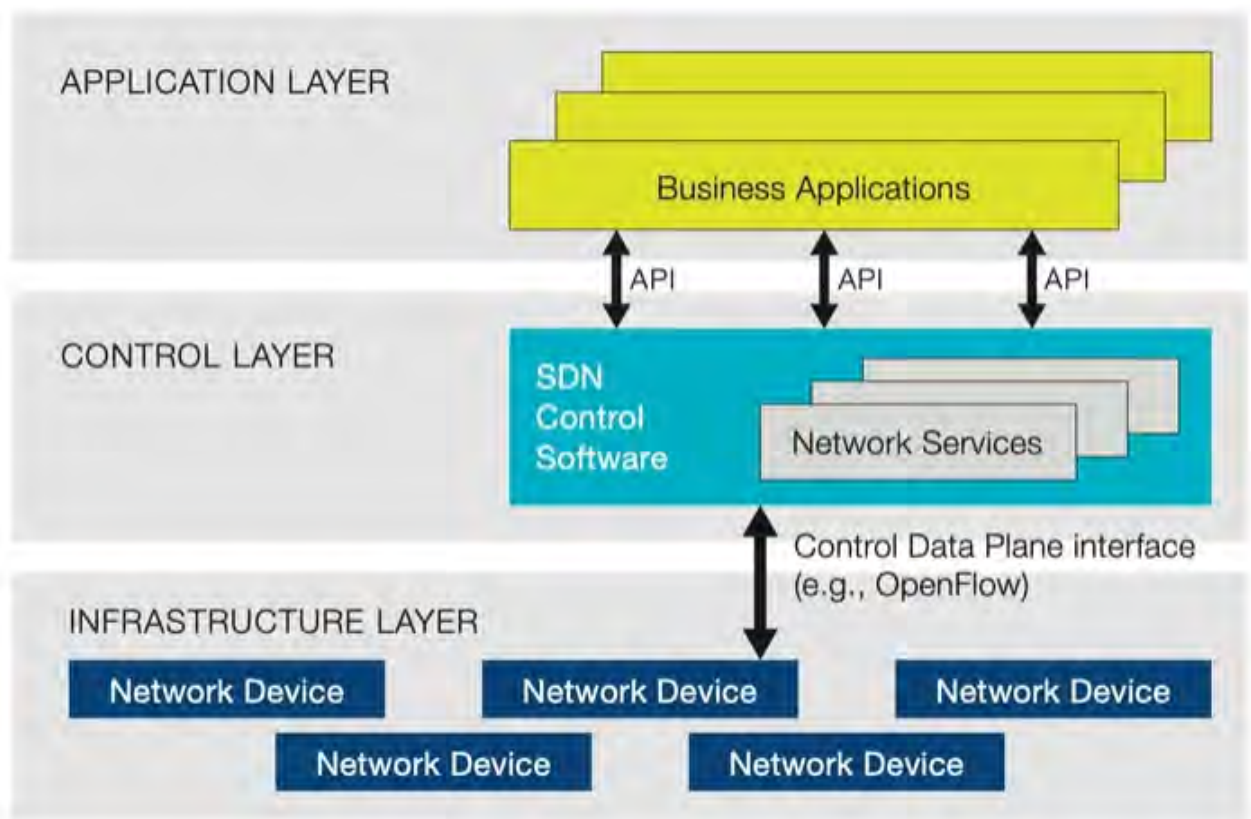 APPLICATION LAYER
Business Applications
API
API
API
CONTROL LAYER
SDN
Control
Software
Network Services
Control Data Plane interface
(e.g., OpenFlow)
INFRASTRUCTURE LAYER
Network Device
Network Device
Network Device
Network Device
Network Device